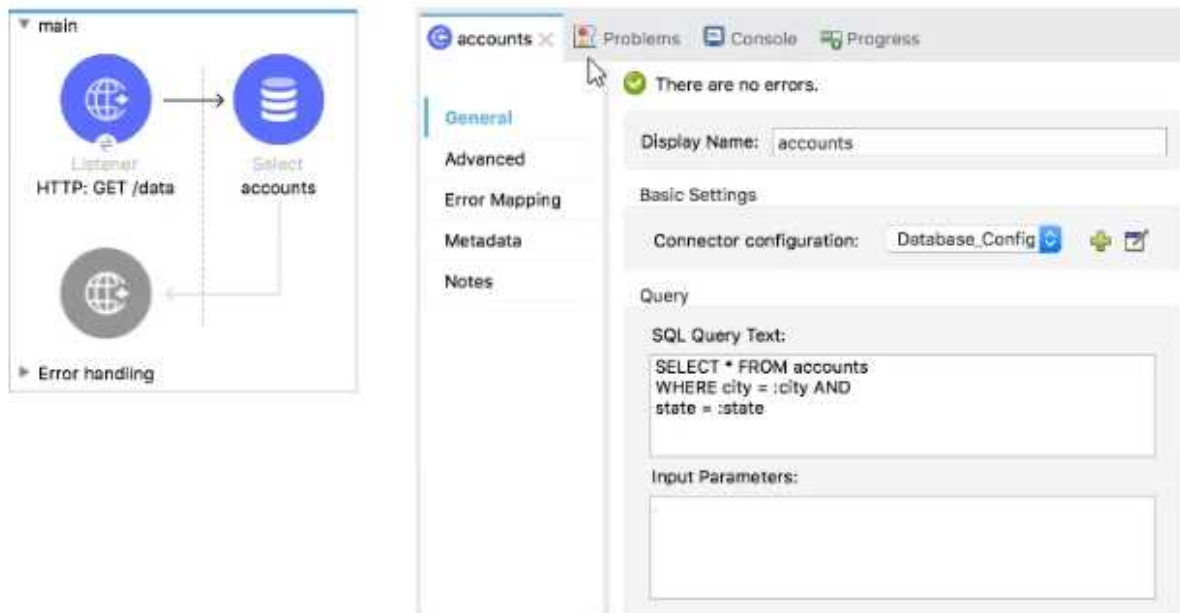 main
Listener
HTTP: GET /data
Select
accounts
Error handling
accounts
Problems
Console
Progress
General
Advanced
Error Mapping
Metadata
Notes
There are no errors.
Display Name: accounts
Basic Settings
Connector configuration: Database_Config
Query
SQL Query Text:
SELECT * FROM accounts
WHERE city = :city AND
state = :state
Input Parameters: